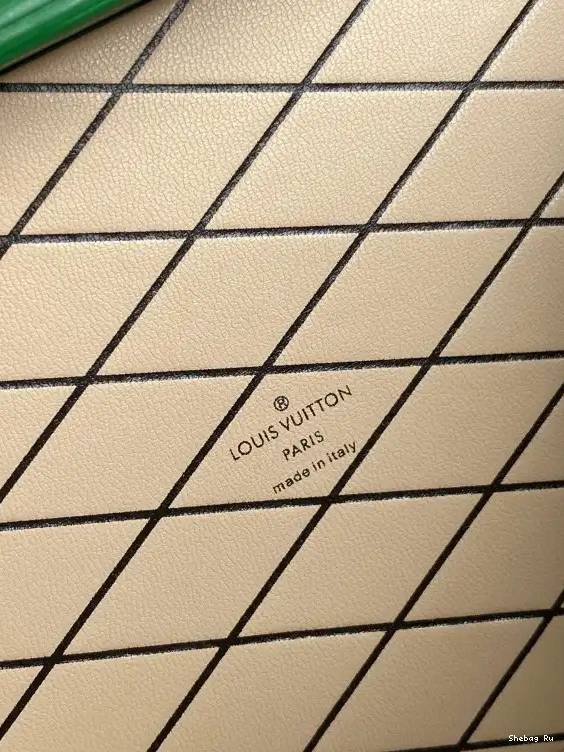 ®
LOUIS VUITTON
PARIS
made in italy
Shebag Ru